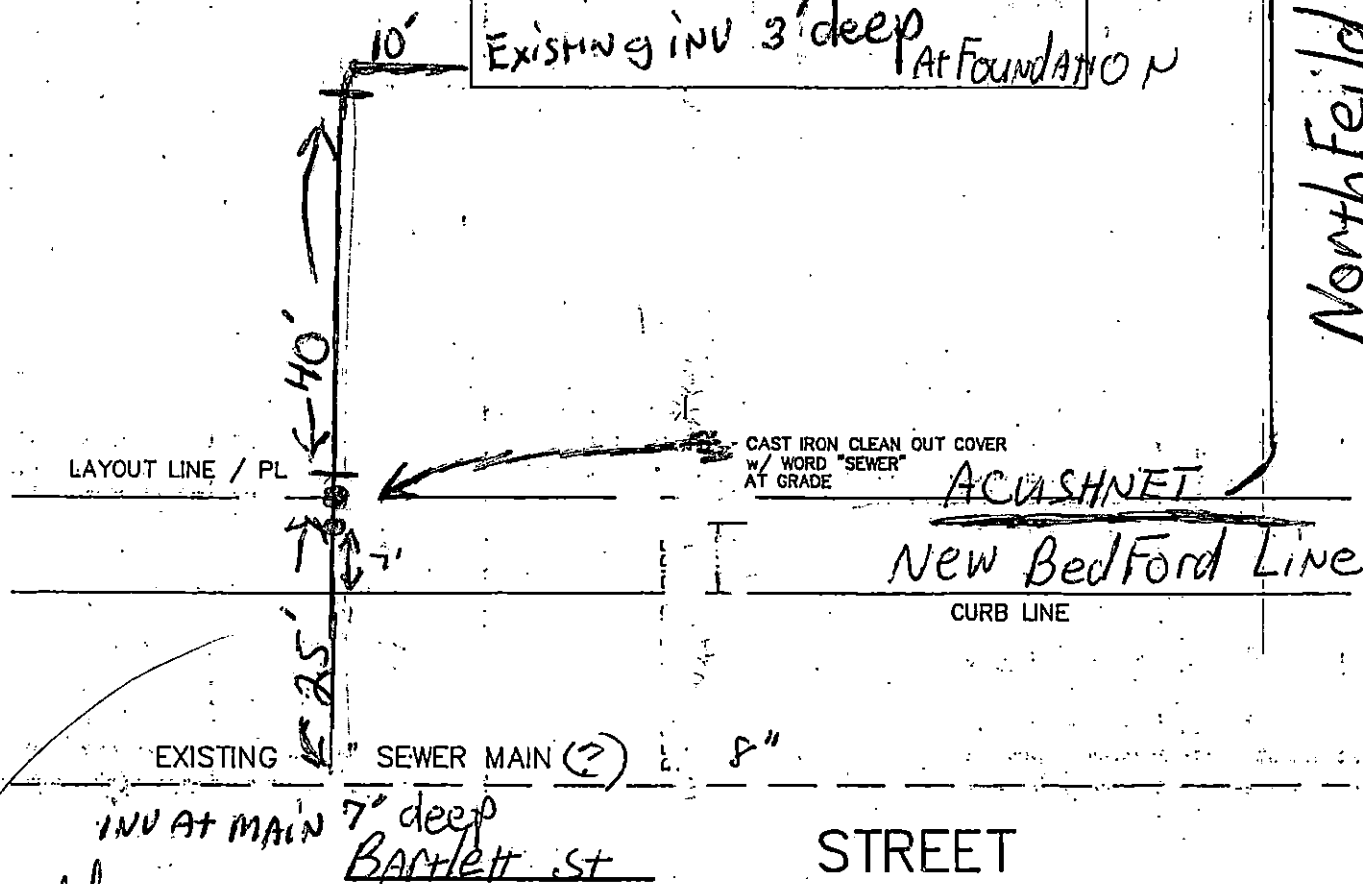 10'
Existing inv 3' deep
At Foundation
North Feild
40'
LAYOUT LINE / PL
CAST IRON CLEAN OUT COVER
w/ WORD "SEWER"
AT GRADE
ACUSHNET
New BedFord Line
7'
CURB LINE
25'
EXISTING " SEWER MAIN (?) 8"
inv At MAIN 7' deep
Bartlett St
STREET